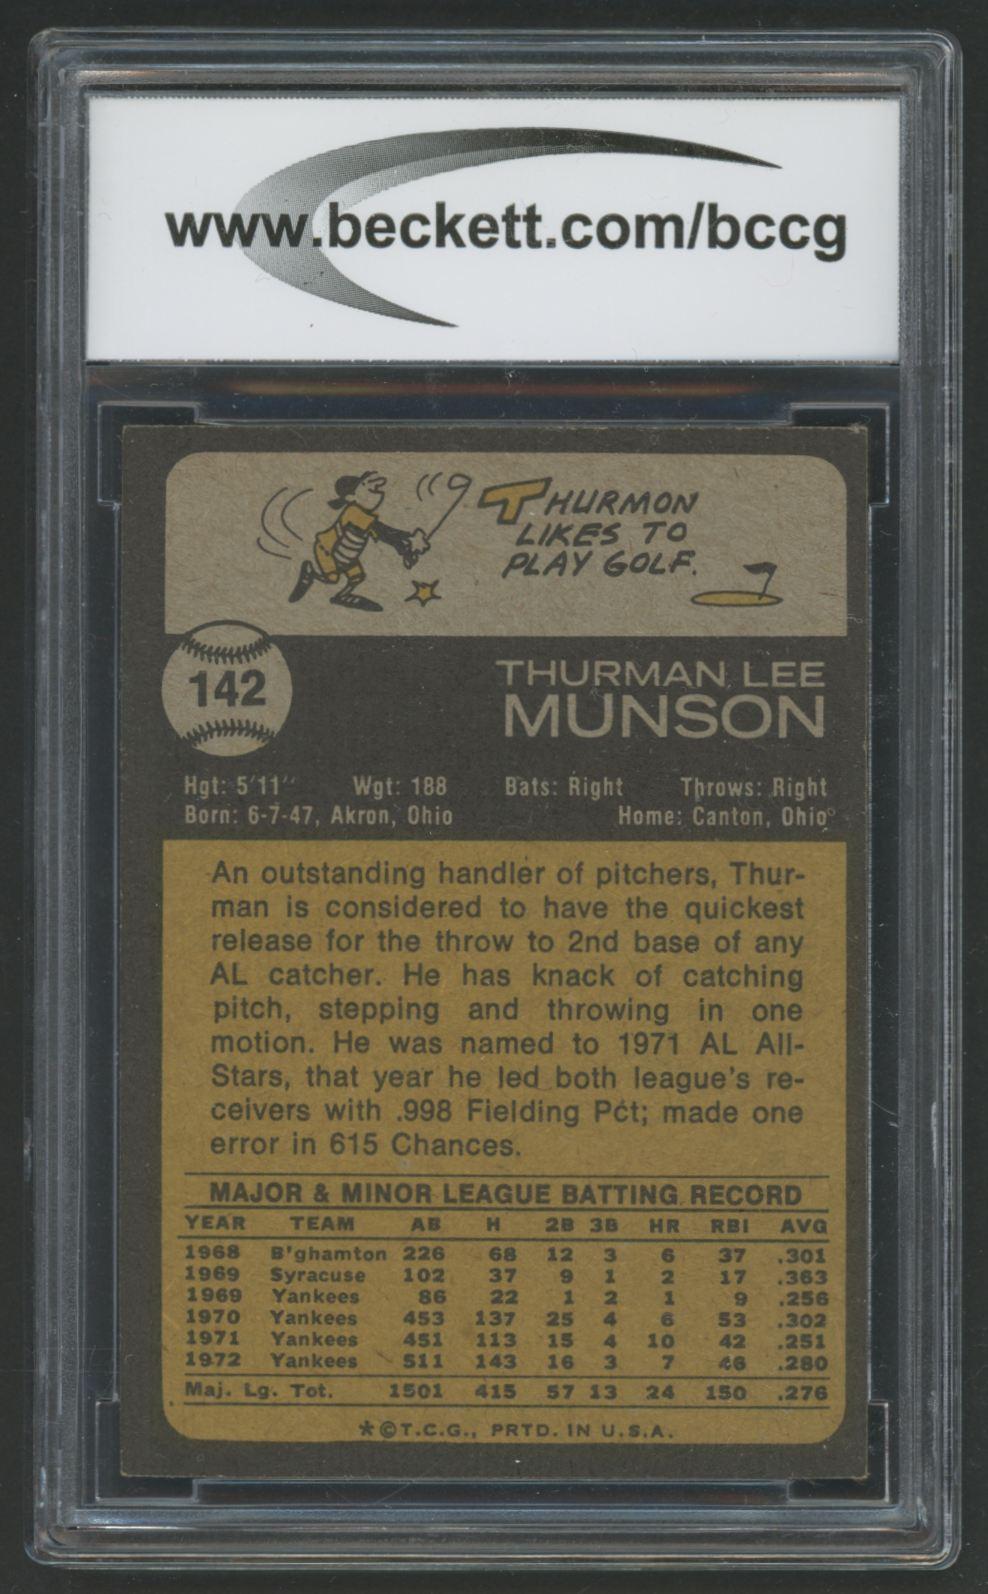 www.beckett.com/bccg
THURMON
LIKES TO
PLAY GOLF.
142
THURMAN LEE
MUNSON
Hgt: 5'11" Wgt: 188 Bats: Right Throws: Right
Born: 6-7-47, Akron, Ohio Home: Canton, Ohio
An outstanding handler of pitchers, Thur-
man is considered to have the quickest
release for the throw to 2nd base of any
AL catcher. He has knack of catching
pitch, stepping and throwing in one
motion. He was named to 1971 AL All-
Stars, that year he led both league's re-
ceivers with .998 Fielding Pct; made one
error in 615 Chances.
MAJOR & MINOR LEAGUE BATTING RECORD
YEAR TEAM AB H 2B 3B HR RBI AVG
1968 B'ghamton 226 68 12 3 6 37 .301
1969 Syracuse 102 37 9 1 2 17 .363
1969 Yankees 86 22 1 2 1 9 .256
1970 Yankees 453 137 25 4 6 53 .302
1971 Yankees 451 113 15 4 10 42 .251
1972 Yankees 511 143 16 3 7 46 .280
Maj. Lg. Tot. 1501 415 57 13 24 150 .276
*©T.C.G., PRTD. IN U.S.A.